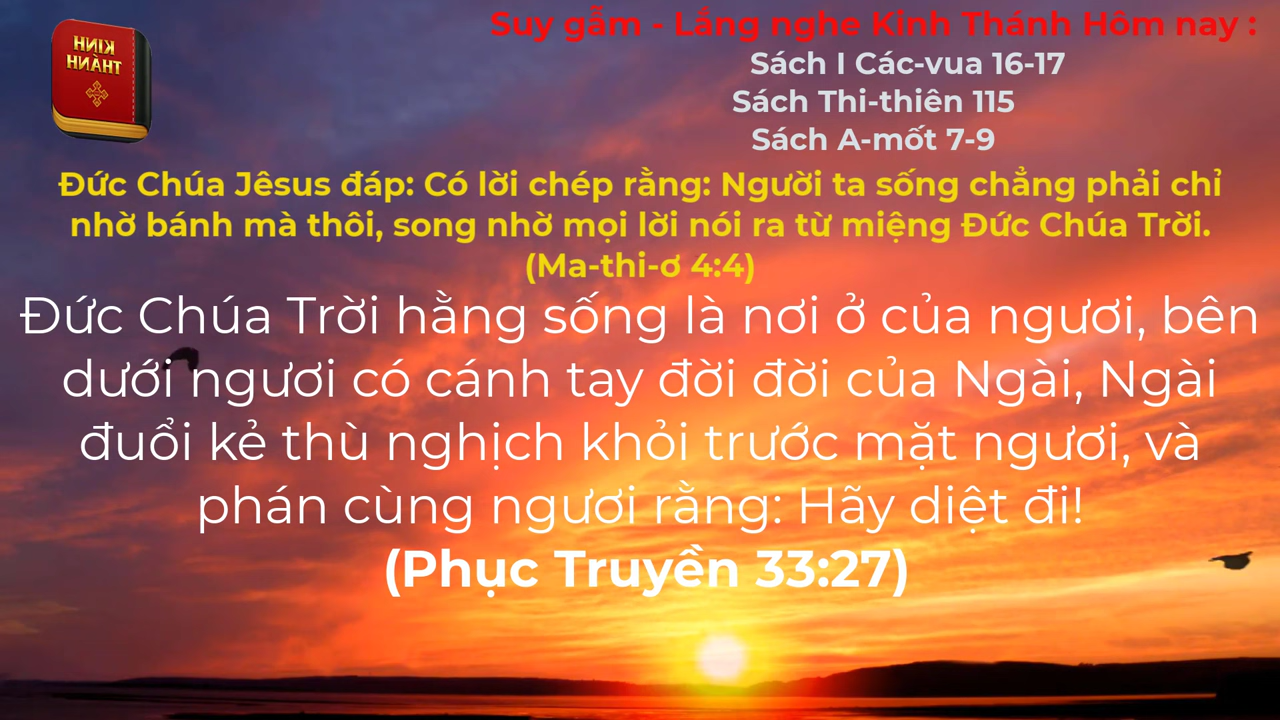 KINH
THÁNH
Suy gẫm - Lắng nghe Kinh Thánh Hôm nay :
Sách I Các-vua 16-17
Sách Thi-thiên 115
Sách A-mốt 7-9
Đức Chúa Jêsus đáp: Có lời chép rằng: Người ta sống chẳng phải chỉ
nhờ bánh mà thôi, song nhờ mọi lời nói ra từ miệng Đức Chúa Trời.
(Ma-thi-ơ 4:4)
Đức Chúa Trời hằng sống là nơi ở của ngươi, bên
dưới ngươi có cánh tay đời đời của Ngài, Ngài
đuổi kẻ thù nghịch khỏi trước mặt ngươi, và
phán cùng ngươi rằng: Hãy diệt đi!
(Phục Truyền 33:27)